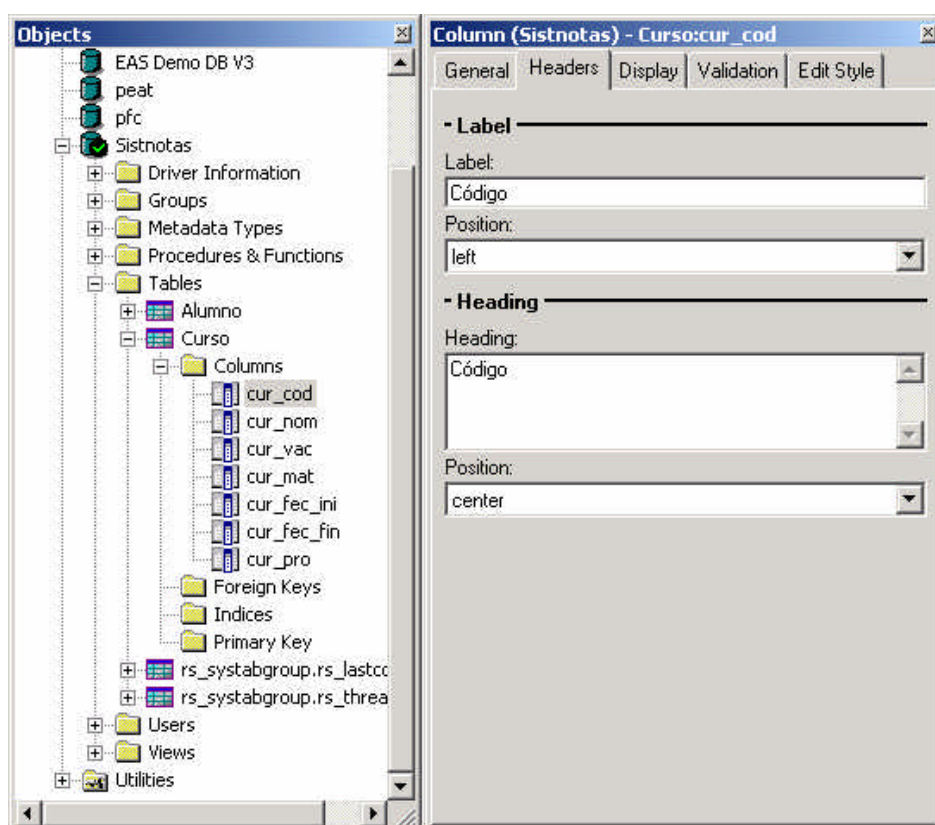 Objects
EAS Demo DB V3
peat
pfc
Sistnotas
Driver Information
Groups
Metadata Types
Procedures & Functions
Tables
Alumno
Curso
Columns
cur_cod
cur_nom
cur_vac
cur_mat
cur_fec_ini
cur_fec_fin
cur_pro
Foreign Keys
Indices
Primary Key
rs_systabgroup.rs_lastco
rs_systabgroup.rs_threa
Users
Views
Utilities
Column (Sistnotas) - Curso:cur_cod
General Headers Display Validation Edit Style
- Label
Label:
Código
Position:
left
- Heading
Heading:
Código
Position:
center